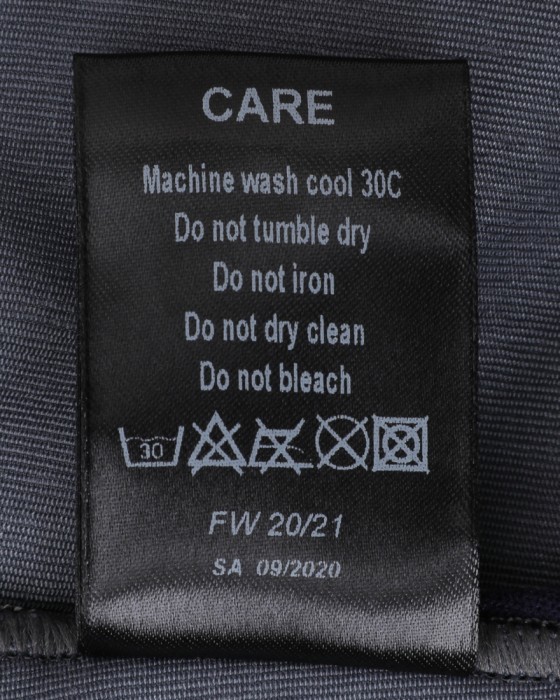 CARE
Machine wash cool 30C
Do not tumble dry
Do not iron
Do not dry clean
Do not bleach
30
FW 20/21
SA 09/2020